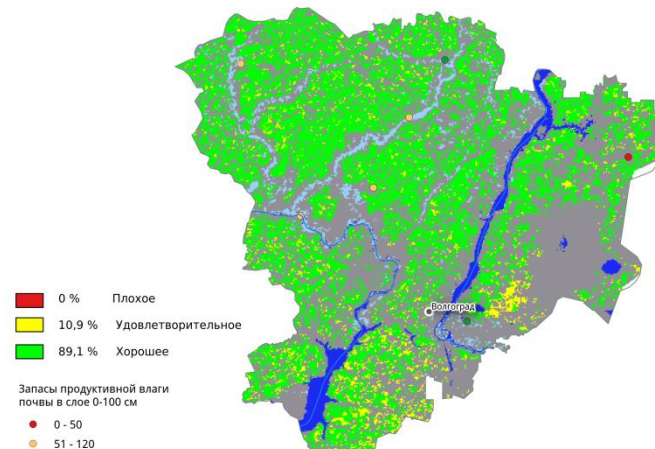 Волгоград
0 % Плохое
10,9 % Удовлетворительное
89,1 % Хорошее
Запасы продуктивной влаги
почвы в слое 0-100 см
0 - 50
51 - 120